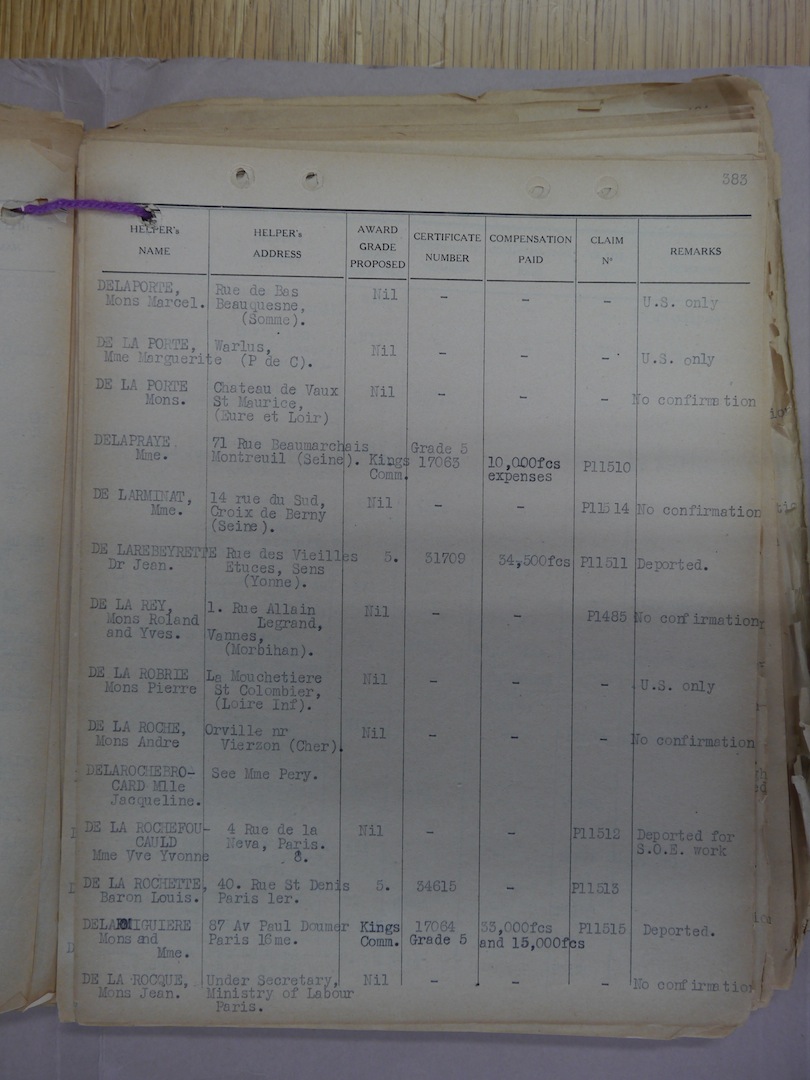 383
HELPER's NAME HELPER's ADDRESS AWARD GRADE PROPOSED CERTIFICATE NUMBER COMPENSATION PAID CLAIM Nº REMARKS
DELAPORTE, Rue de Bas Nil - - - U.S. only
Mons Marcel. Beauquesne,
(Somme).
DE LA PORTE, Warlus, Nil - - - U.S. only
Mme Marguerite (P de C).
DE LA PORTE Chateau de Vaux Nil - - - No confirmation
Mons. St Maurice,
(Eure et Loir)
DELAPRAYE 71 Rue Beaumarchais Grade 5
Mme. Montreuil (Seine). Kings 17063 10,000fcs P11510
Comm. expenses
DE LARMINAT, 14 rue du Sud, Nil - - P11514 No confirmation
Mme. Croix de Berny
(Seine).
DE LAREBEYRETTE Rue des Vieilles 5. 31709 34,500fcs P11511 Deported.
Dr Jean. Etuces, Sens
(Yonne).
DE LA REY, 1. Rue Allain Nil - - P1485 No confirmation
Mons Roland Legrand,
and Yves. Vannes,
(Morbihan).
DE LA ROBRIE La Mouchetiere Nil - - - U.S. only
Mons Pierre St Colombier,
(Loire Inf).
DE LA ROCHE, Orville nr Nil - - - No confirmation
Mons Andre Vierzon (Cher).
DELAROCHEBRO- See Mme Pery.
CARD Mlle
Jacqueline.
DE LA ROCHEFOU- 4 Rue de la Nil - - P11512 Deported for
CAULD Neva, Paris. S.O.E. work
Mme Vve Yvonne 8.
DE LA ROCHETTE, 40. Rue St Denis 5. 34615 - P11513
Baron Louis. Paris 1er.
87 Av Paul Doumer Kings 17064 33,000fcs P11515 Deported.
Mons and Paris 16me. Comm. Grade 5 and 15,000fcs
Mme.
DE LA ROCQUE, Under Secretary, Nil - - - No confirmation
Mons Jean. Ministry of Labour
Paris.